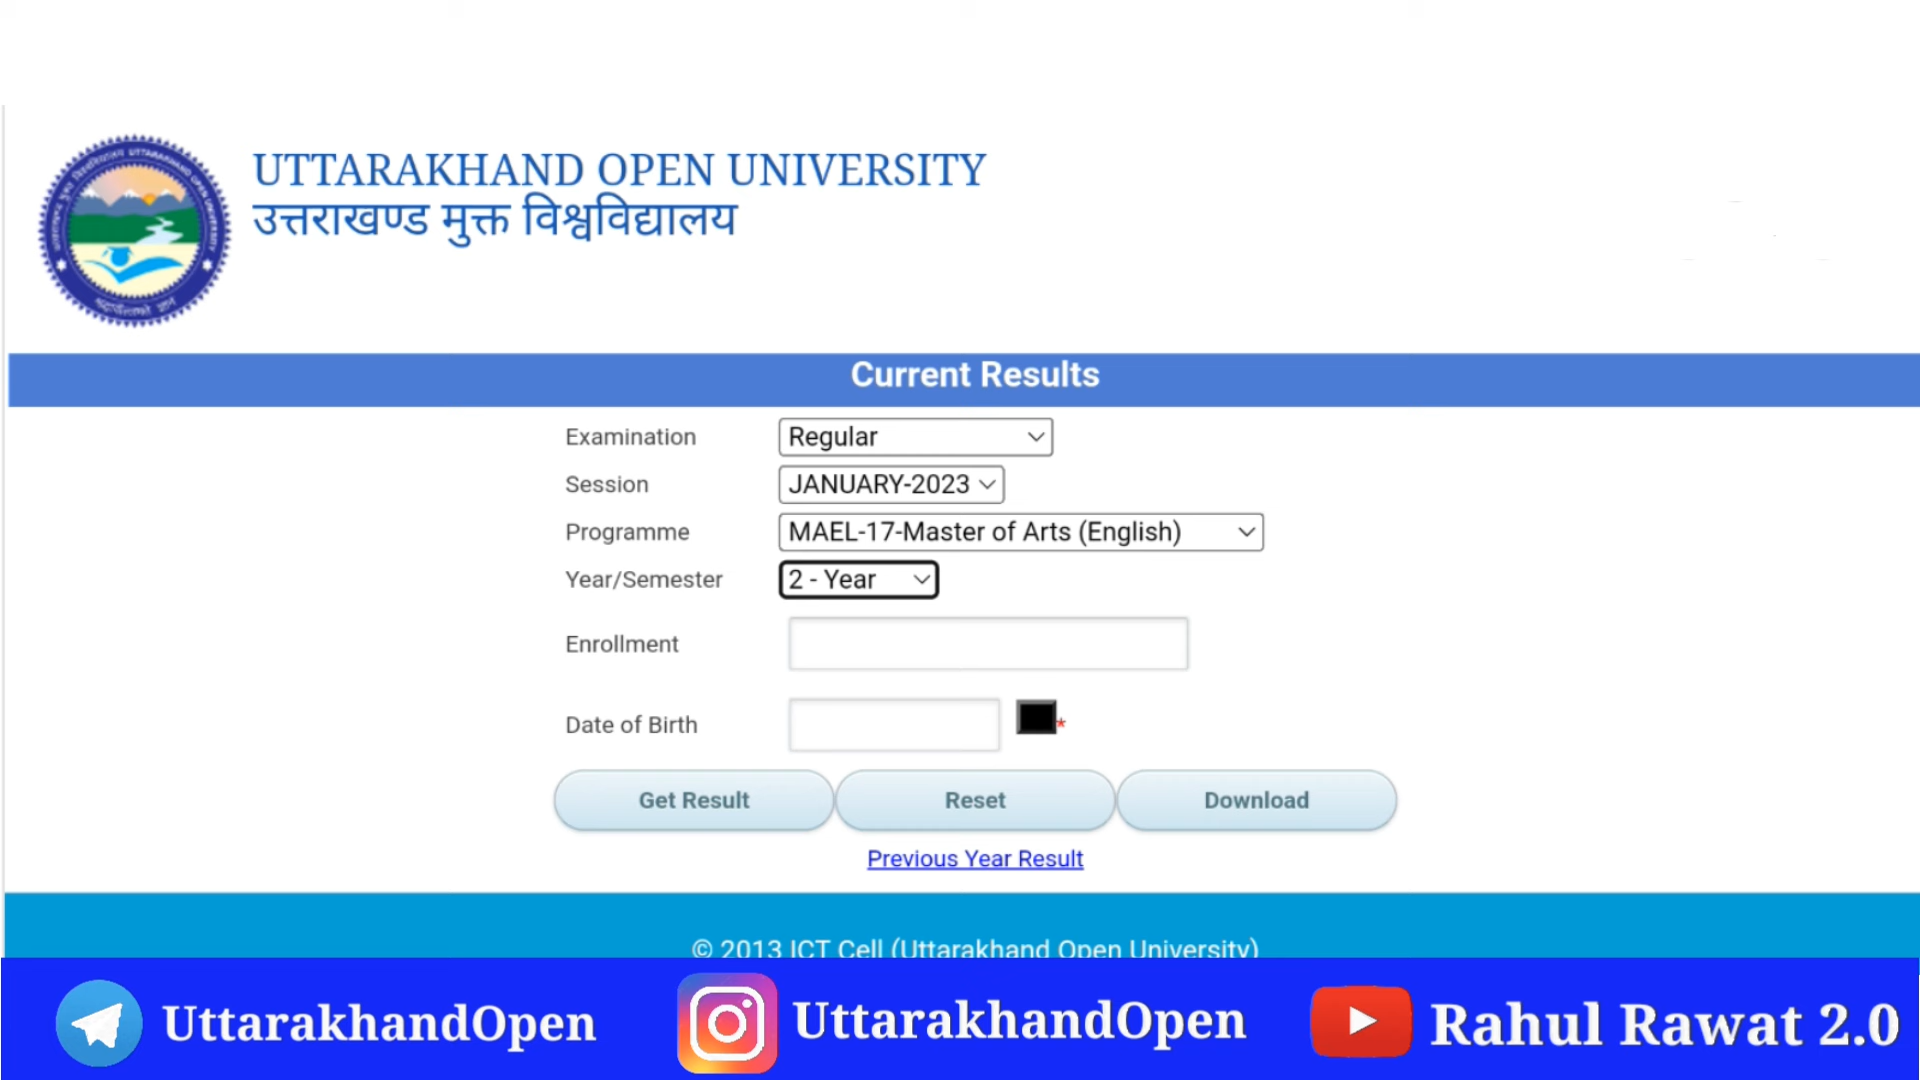 UTTARAKHAND OPEN UNIVERSITY
उत्तराखण्ड मुक्त विश्वविद्यालय
Current Results
Examination Regular
Session JANUARY-2023
Programme MAEL-17-Master of Arts (English)
Year/Semester 2 - Year
Enrollment
Date of Birth *
Get Result Reset Download
Previous Year Result
© 2013 ICT Cell (Uttarakhand Open University)
UttarakhandOpen UttarakhandOpen Rahul Rawat 2.0